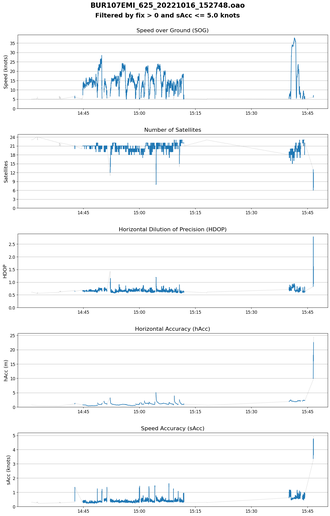 BUR107EMI_625_20221016_152748.oao
Filtered by fix > 0 and sAcc <= 5.0 knots
Speed over Ground (SOG)
Speed (knots)
35
30
25
20
15
10
5
14:45 15:00 15:15 15:30 15:45
Number of Satellites
Satellites
24
21
18
15
12
9
6
3
0
14:45 15:00 15:15 15:30 15:45
Horizontal Dilution of Precision (HDOP)
HDOP
2.5
2.0
1.5
1.0
0.5
0.0
14:45 15:00 15:15 15:30 15:45
Horizontal Accuracy (hAcc)
hAcc (m)
25
20
15
10
5
0
14:45 15:00 15:15 15:30 15:45
Speed Accuracy (sAcc)
sAcc (knots)
5
4
3
2
1
0
14:45 15:00 15:15 15:30 15:45